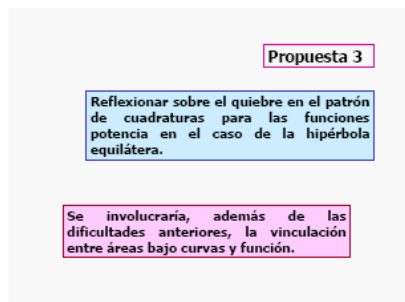 Propuesta 3
Reflexionar sobre el quiebre en el patrón
de cuadraturas para las funciones
potencia en el caso de la hipérbola
equilátera.
Se involucraría, además de las
dificultades anteriores, la vinculación
entre áreas bajo curvas y función.